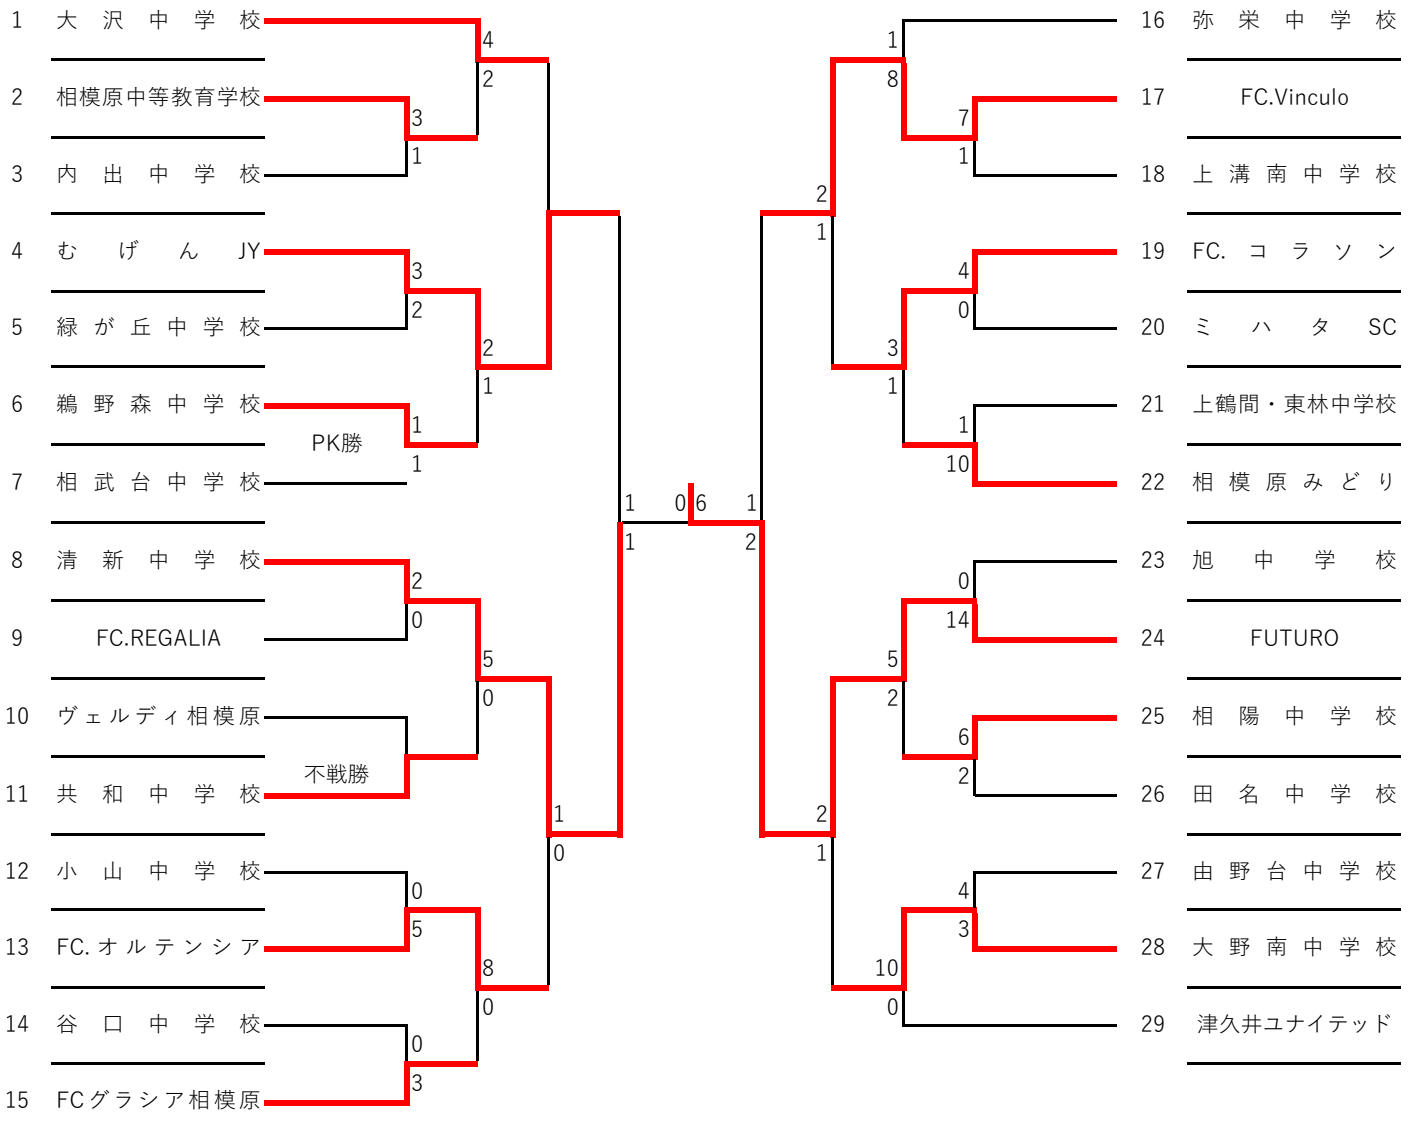 1 大沢中学校
4
2
2 相模原中等教育学校
3
1
3 内出中学校
4 むげんJY
3
2
5 緑が丘中学校
2
1
6 鵜野森中学校
1
PK勝
1
7 相武台中学校
1 0 6 1
1 2
8 清新中学校
2
0
9 FC.REGALIA
5
0
10 ヴェルディ相模原
不戦勝
11 共和中学校
1
0
12 小山中学校
0
5
13 FC.オルテンシア
8
0
14 谷口中学校
0
3
15 FCグラシア相模原
16 弥栄中学校
1
8
17 FC.Vinculo
7
1
18 上溝南中学校
2
1
19 FC.コラソン
4
0
20 ミハタSC
3
1
21 上鶴間・東林中学校
1
10
22 相模原みどり
23 旭中学校
0
14
24 FUTURO
5
2
25 相陽中学校
6
2
26 田名中学校
2
1
27 由野台中学校
4
3
28 大野南中学校
10
0
29 津久井ユナイテッド